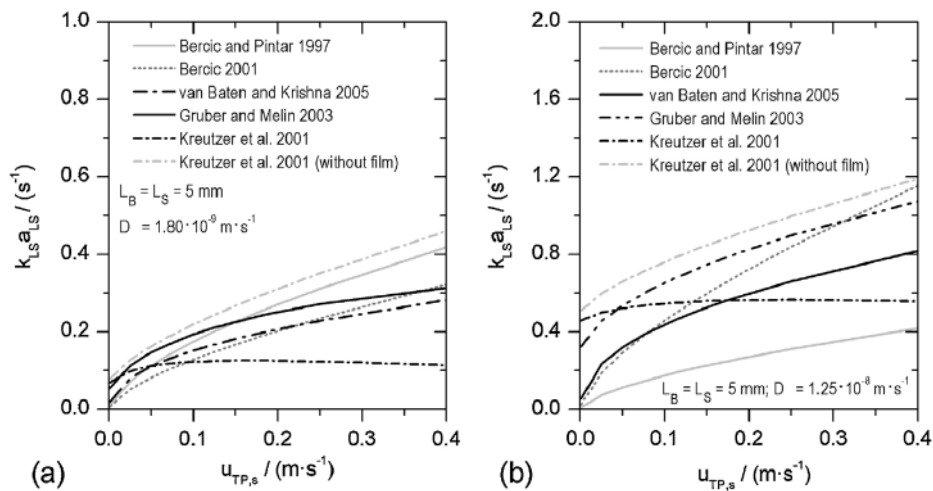 1.0
0.8
0.6
0.4
0.2
0.0
k_LS a_LS / (s⁻¹)
Bercic and Pintar 1997
Bercic 2001
van Baten and Krishna 2005
Gruber and Melin 2003
Kreutzer et al. 2001
Kreutzer et al. 2001 (without film)
L_B = L_S = 5 mm
D = 1.80·10⁻⁹ m·s⁻¹
0.0 0.1 0.2 0.3 0.4
u_TP,s / (m·s⁻¹)
(a)
2.0
1.6
1.2
0.8
0.4
0.0
k_LS a_LS / (s⁻¹)
Bercic and Pintar 1997
Bercic 2001
van Baten and Krishna 2005
Gruber and Melin 2003
Kreutzer et al. 2001
Kreutzer et al. 2001 (without film)
L_B = L_S = 5 mm; D = 1.25·10⁻⁸ m·s⁻¹
0.0 0.1 0.2 0.3 0.4
u_TP,s / (m·s⁻¹)
(b)